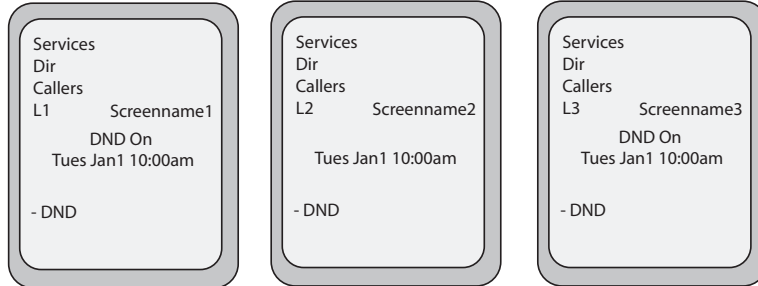 Services
Dir
Callers
L1 Screenname1
DND On
Tues Jan1 10:00am
- DND
Services
Dir
Callers
L2 Screenname2
Tues Jan1 10:00am
- DND
Services
Dir
Callers
L3 Screenname3
DND On
Tues Jan1 10:00am
- DND